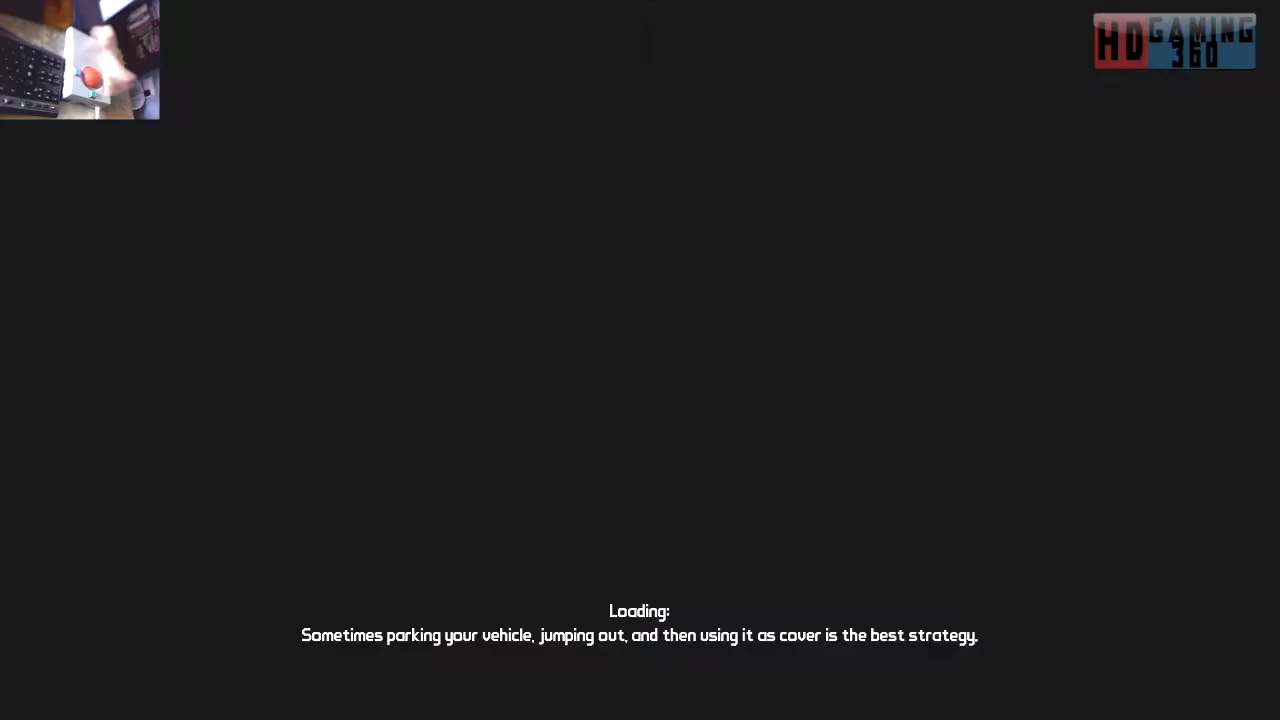 HD GAMING
360
Loading:
Sometimes parking your vehicle, jumping out, and then using it as cover is the best strategy.